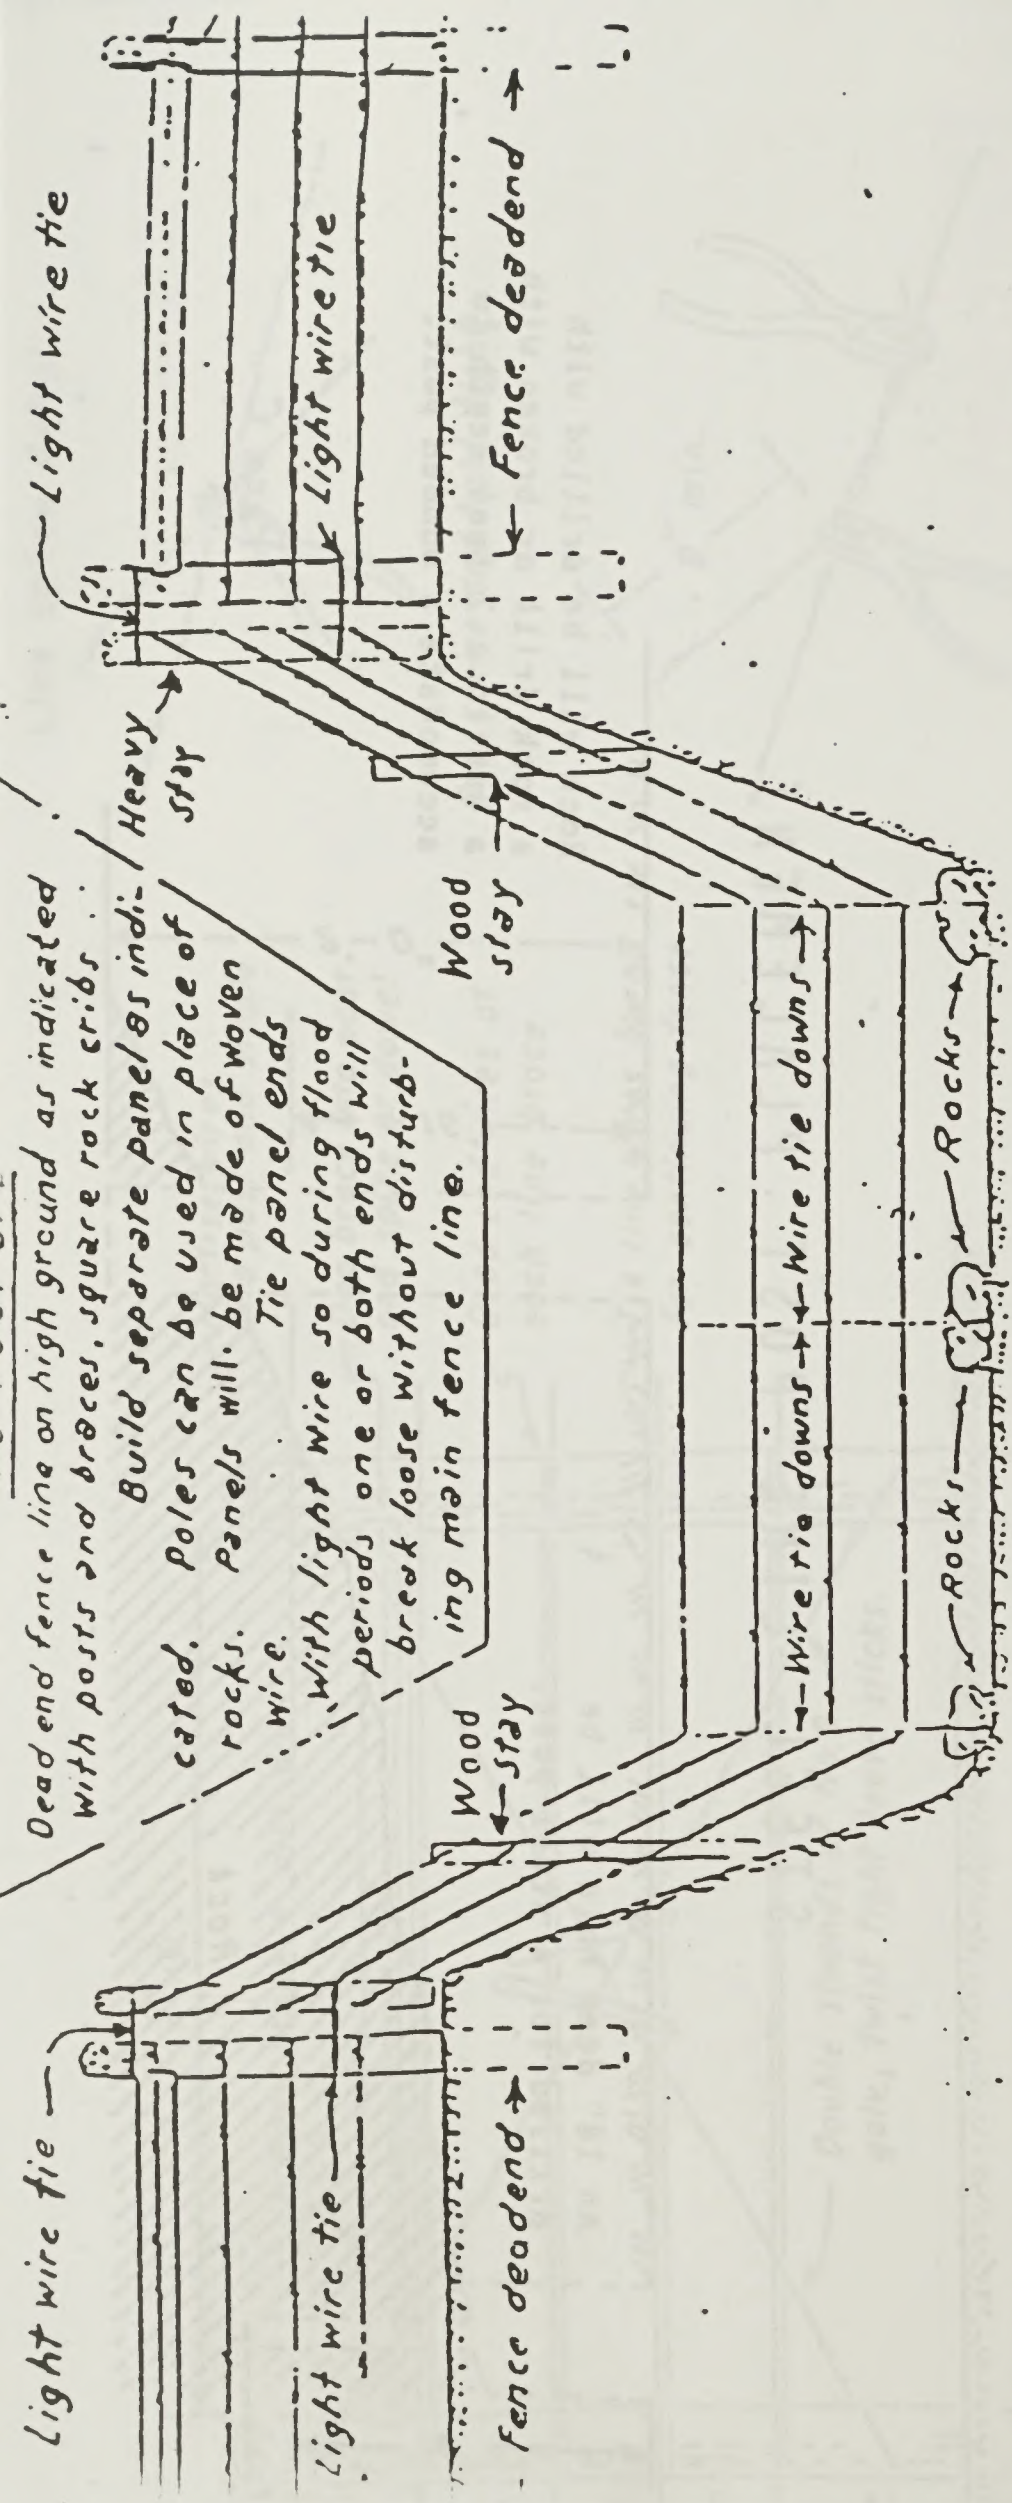 Dead end fence line on high ground as indicated
with posts and braces, square rock cribs
Build separate panel as indi-
cated. Poles can be used in place of
rocks. Panels will be made of woven
wire. Tie panel ends
with light wire so during flood
periods one or both ends will
break loose without disturb-
ing main fence line.
Light wire tie
Light wire tie
Heavy
stay
Light wire tie
Light wire tie
Wood
stay
Wood
stay
Fence deadend
Fence deadend
Wire tie downs
Wire tie downs
Rocks
Rocks